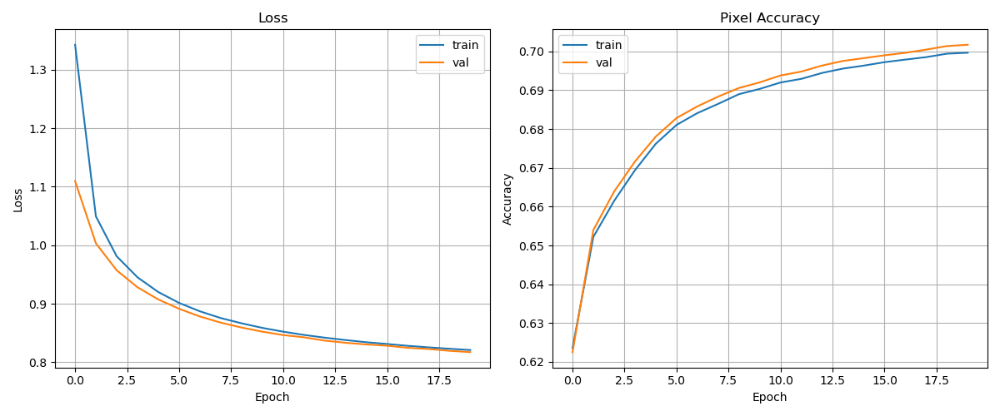 Loss
train
val
1.3
1.2
1.1
1.0
0.9
0.8
Loss
0.0 2.5 5.0 7.5 10.0 12.5 15.0 17.5
Epoch
Pixel Accuracy
train
val
0.70
0.69
0.68
0.67
0.66
0.65
0.64
0.63
0.62
Accuracy
0.0 2.5 5.0 7.5 10.0 12.5 15.0 17.5
Epoch